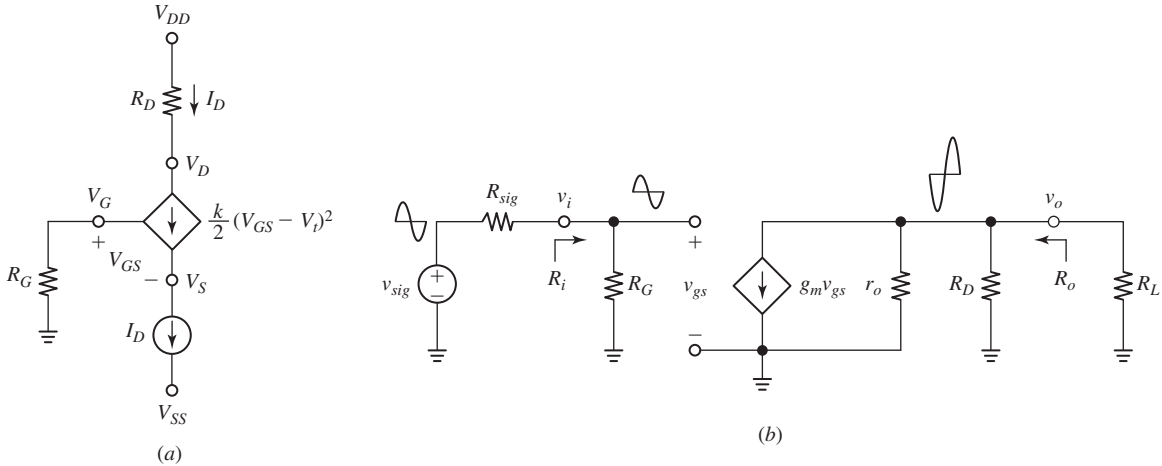 V_DD
R_D
I_D
V_D
V_G
k/2 (V_GS − V_t)²
+
V_GS
−
V_S
R_G
I_D
V_SS
(a)
R_sig
v_i
v_o
+
+
−
v_sig
R_i
R_G
v_gs
g_m v_gs
r_o
R_D
R_o
R_L
−
(b)